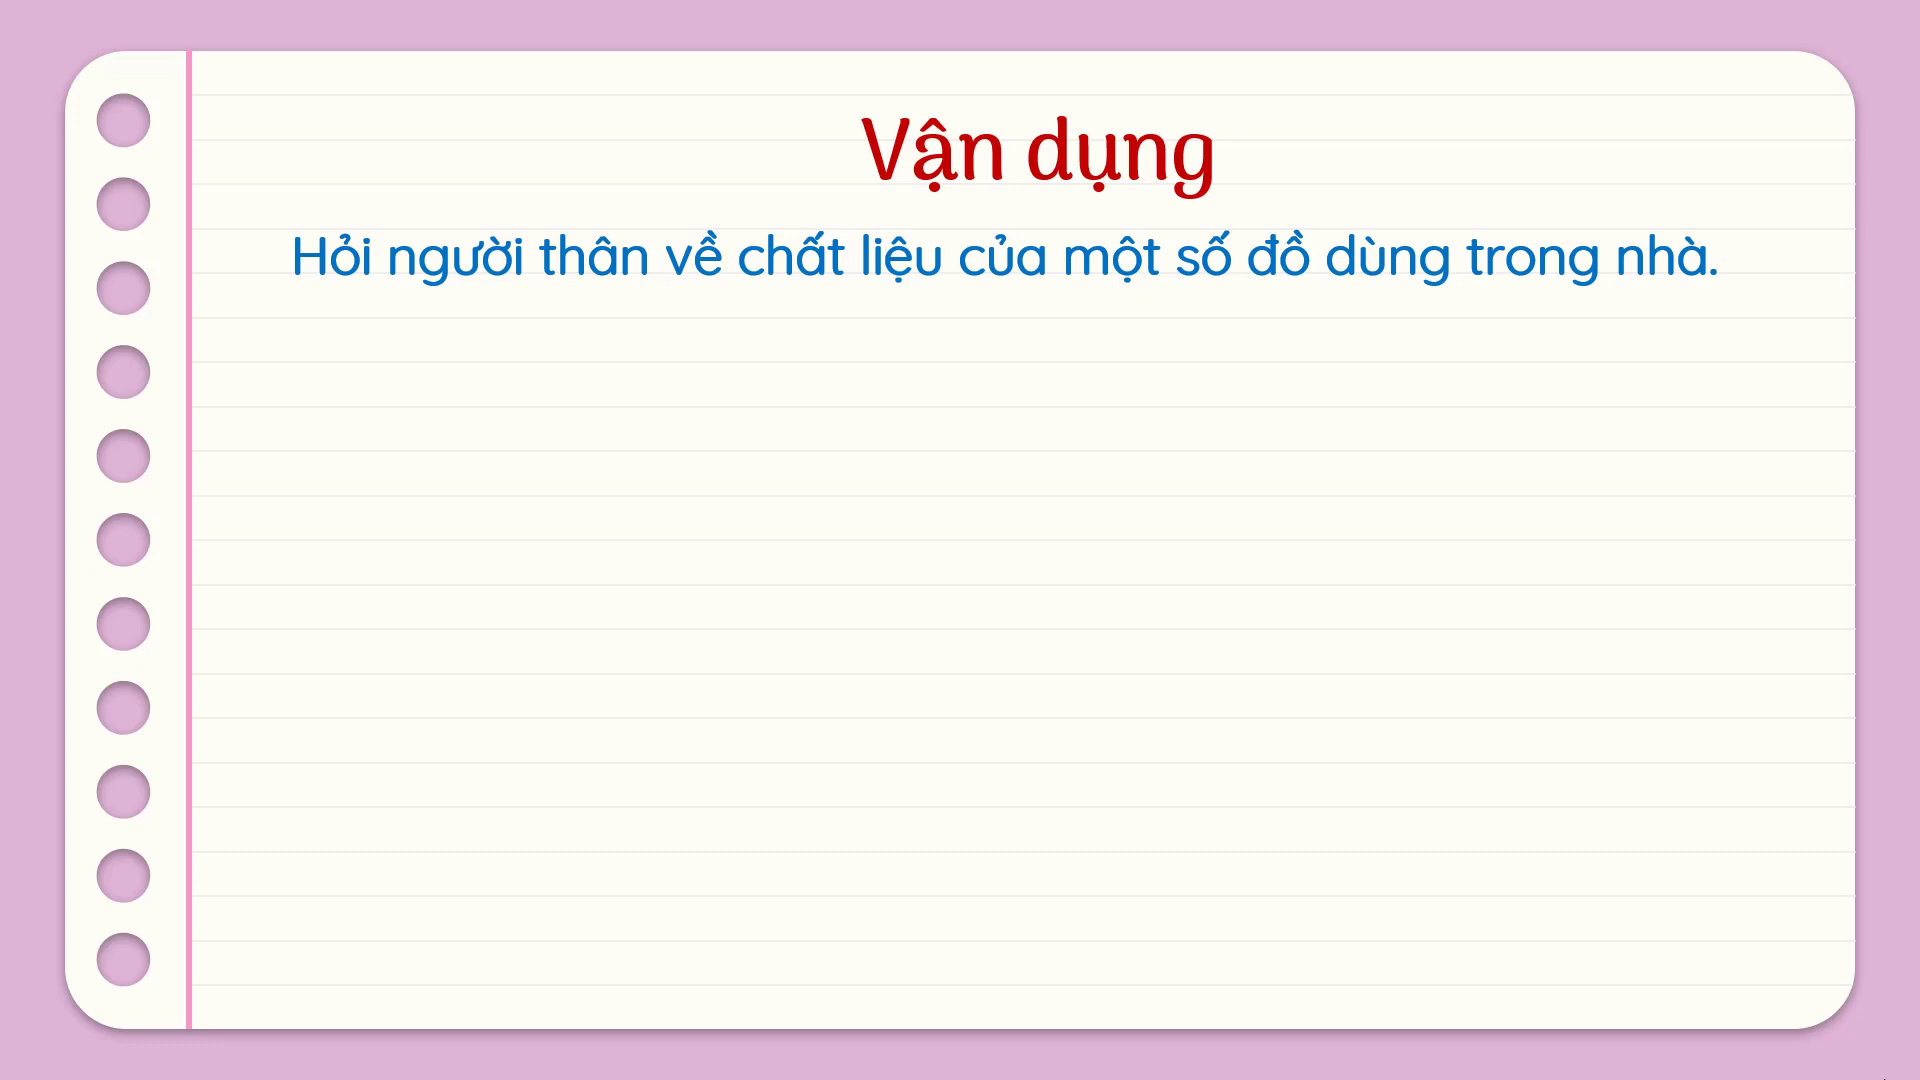 Vận dụng
Hỏi người thân về chất liệu của một số đồ dùng trong nhà.